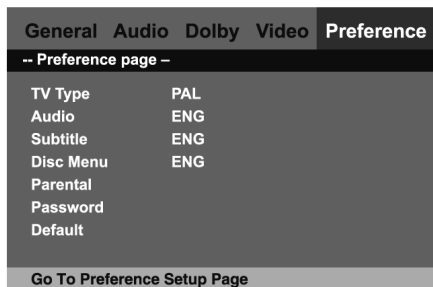 General Audio Dolby Video Preference
-- Preference page –
TV Type PAL
Audio ENG
Subtitle ENG
Disc Menu ENG
Parental
Password
Default
Go To Preference Setup Page